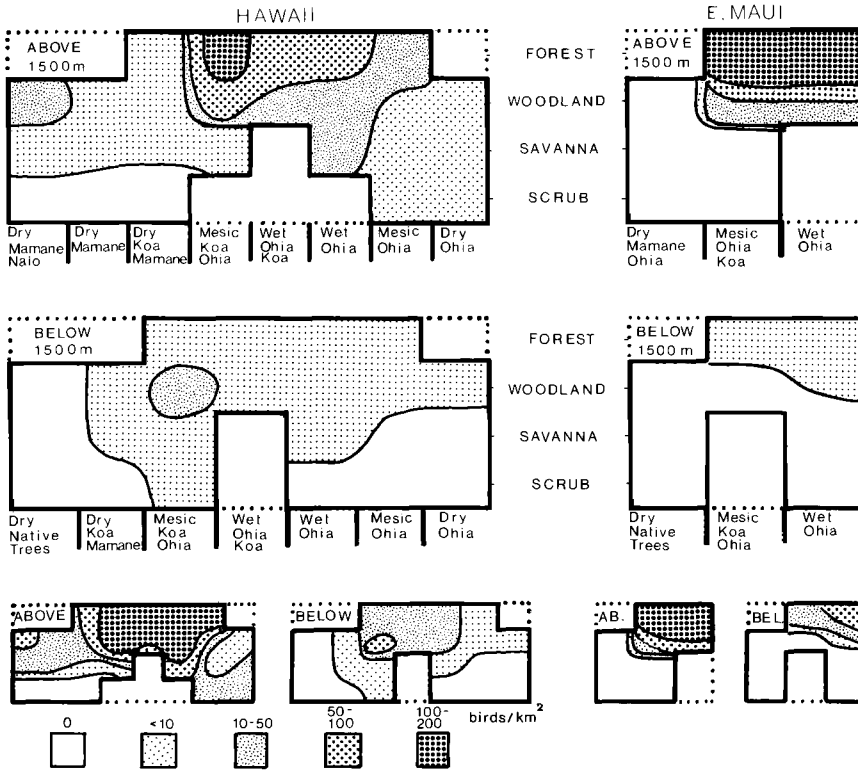 HAWAII
E. MAUI
ABOVE
1500m
FOREST
WOODLAND
SAVANNA
SCRUB
ABOVE
1500 m
Dry
Mamane
Naio
Dry
Mamane
Dry
Koa
Mamane
Mesic
Koa
Ohia
Wet
Ohia
Koa
Wet
Ohia
Mesic
Ohia
Dry
Ohia
Dry
Mamane
Ohia
Mesic
Ohia
Koa
Wet
Ohia
BELOW
1500m
FOREST
WOODLAND
SAVANNA
SCRUB
BELOW
1500 m
Dry
Native
Trees
Dry
Koa
Mamane
Mesic
Koa
Ohia
Wet
Ohia
Koa
Wet
Ohia
Mesic
Ohia
Dry
Ohia
Dry
Native
Trees
Mesic
Koa
Ohia
Wet
Ohia
ABOVE
BELOW
AB.
BEL.
0
<10
10-50
50-
100
100-
200
birds/km²